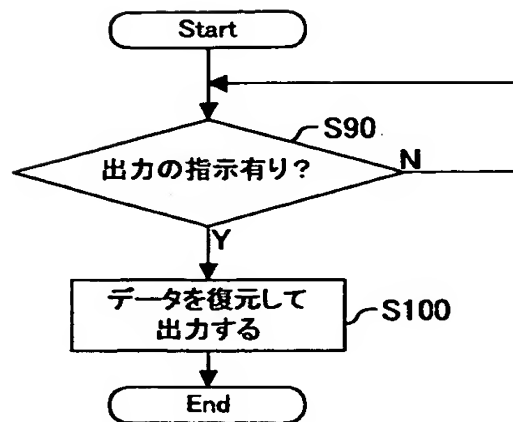 Start
S90
出力の指示有り?
N
Y
データを復元して
出力する
S100
End